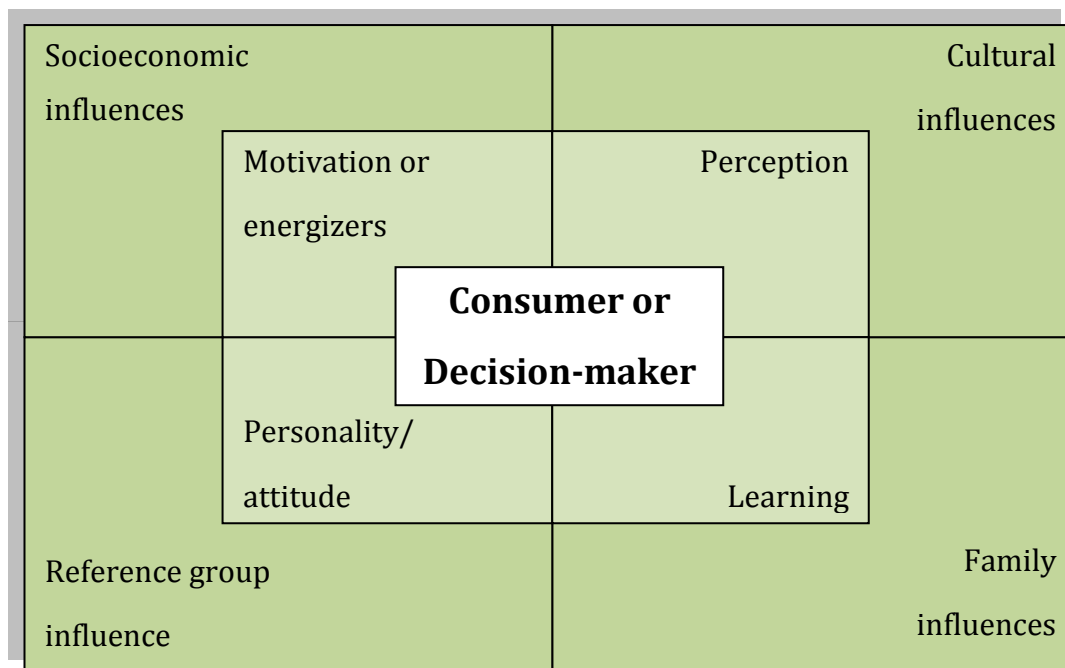 Socioeconomic
influences
Cultural
influences
Motivation or
energizers
Perception
Consumer or
Decision-maker
Personality/
attitude
Learning
Reference group
influence
Family
influences